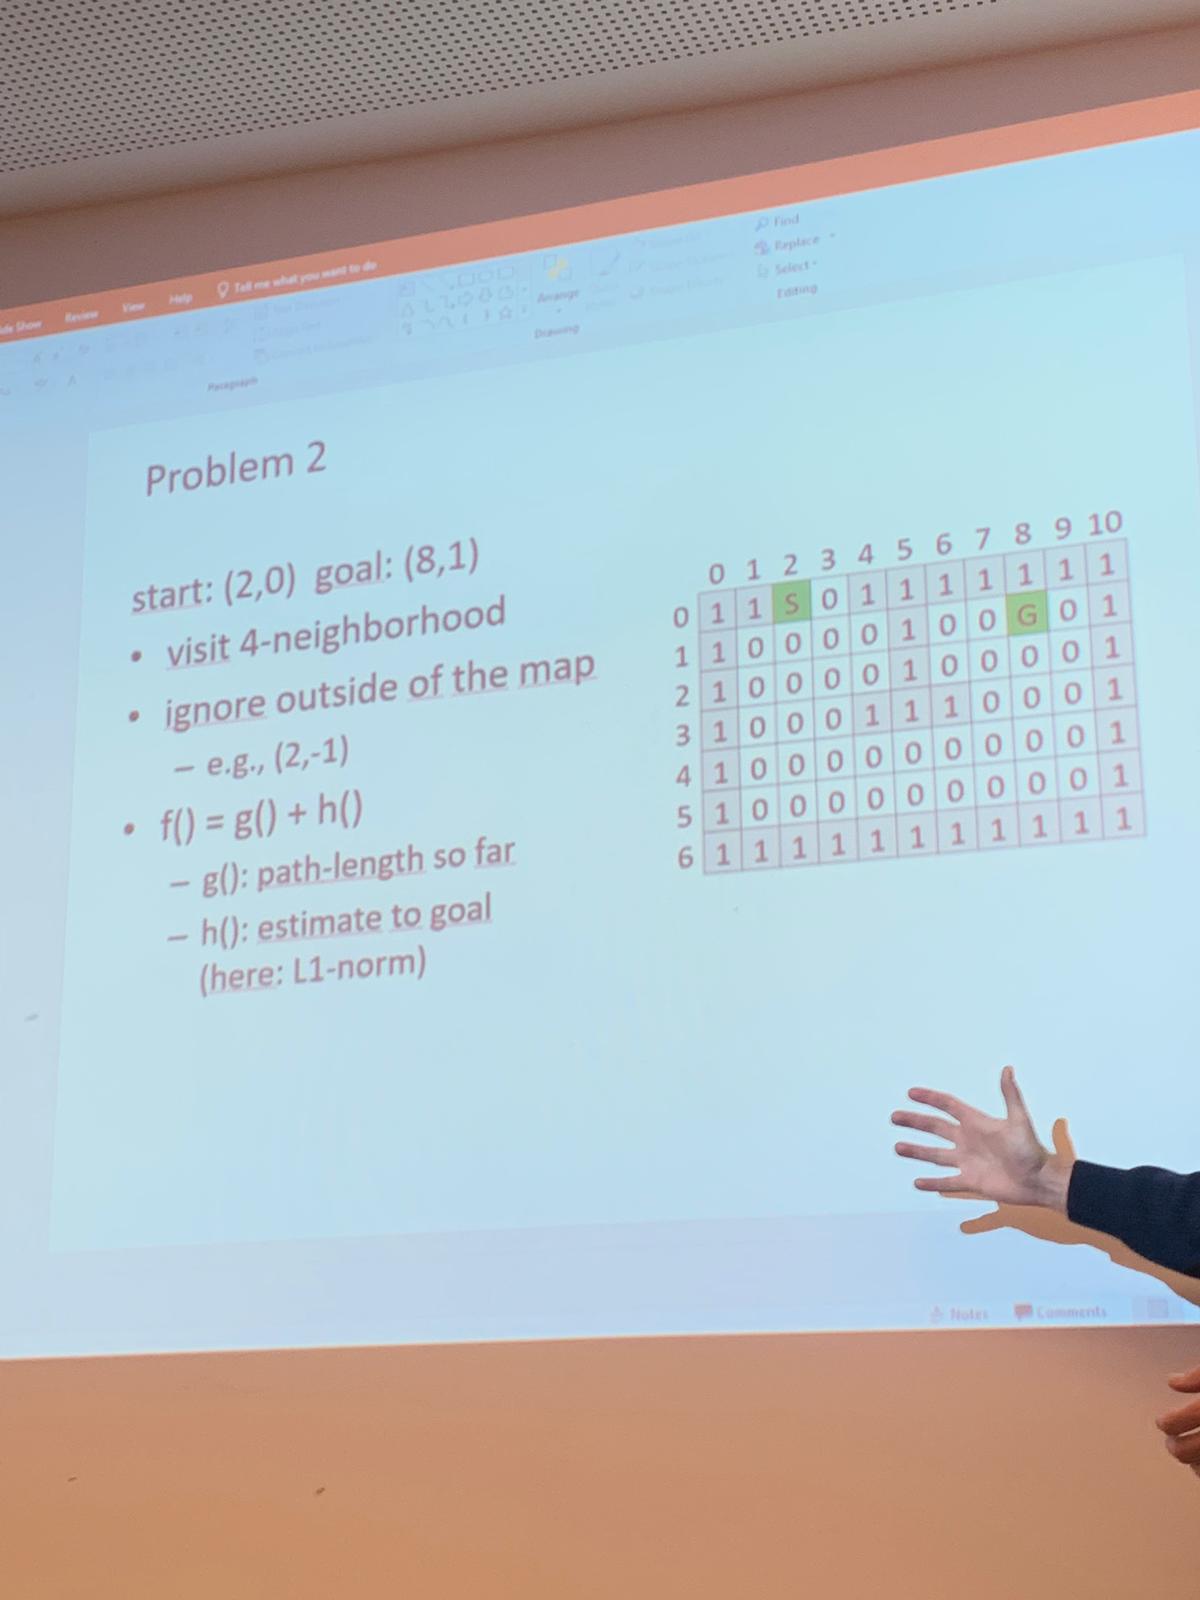 de Show Review View Help Tell me what you want to do
Find
Replace
Select
Editing
Arrange
Drawing
Paragraph
Problem 2
start: (2,0) goal: (8,1)
• visit 4-neighborhood
• ignore outside of the map
– e.g., (2,-1)
• f() = g() + h()
– g(): path-length so far
– h(): estimate to goal
(here: L1-norm)
0 1 2 3 4 5 6 7 8 9 10
0 1 1 S 0 1 1 1 1 1 1 1
1 1 0 0 0 0 1 0 0 G 0 1
2 1 0 0 0 0 1 0 0 0 0 1
3 1 0 0 0 1 1 1 0 0 0 1
4 1 0 0 0 0 0 0 0 0 0 1
5 1 0 0 0 0 0 0 0 0 0 1
6 1 1 1 1 1 1 1 1 1 1 1
Notes Comments